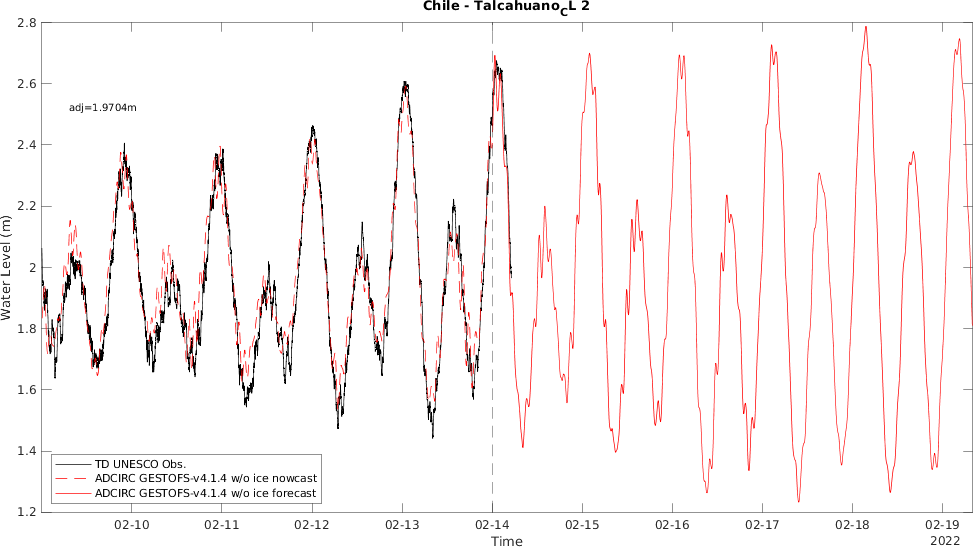 Chile - Talcahuano_CL 2
2.8
2.6
2.4
2.2
2
1.8
1.6
1.4
1.2
Water Level (m)
adj=1.9704m
TD UNESCO Obs.
ADCIRC GESTOFS-v4.1.4 w/o ice nowcast
ADCIRC GESTOFS-v4.1.4 w/o ice forecast
02-10 02-11 02-12 02-13 02-14 02-15 02-16 02-17 02-18 02-19
Time
2022